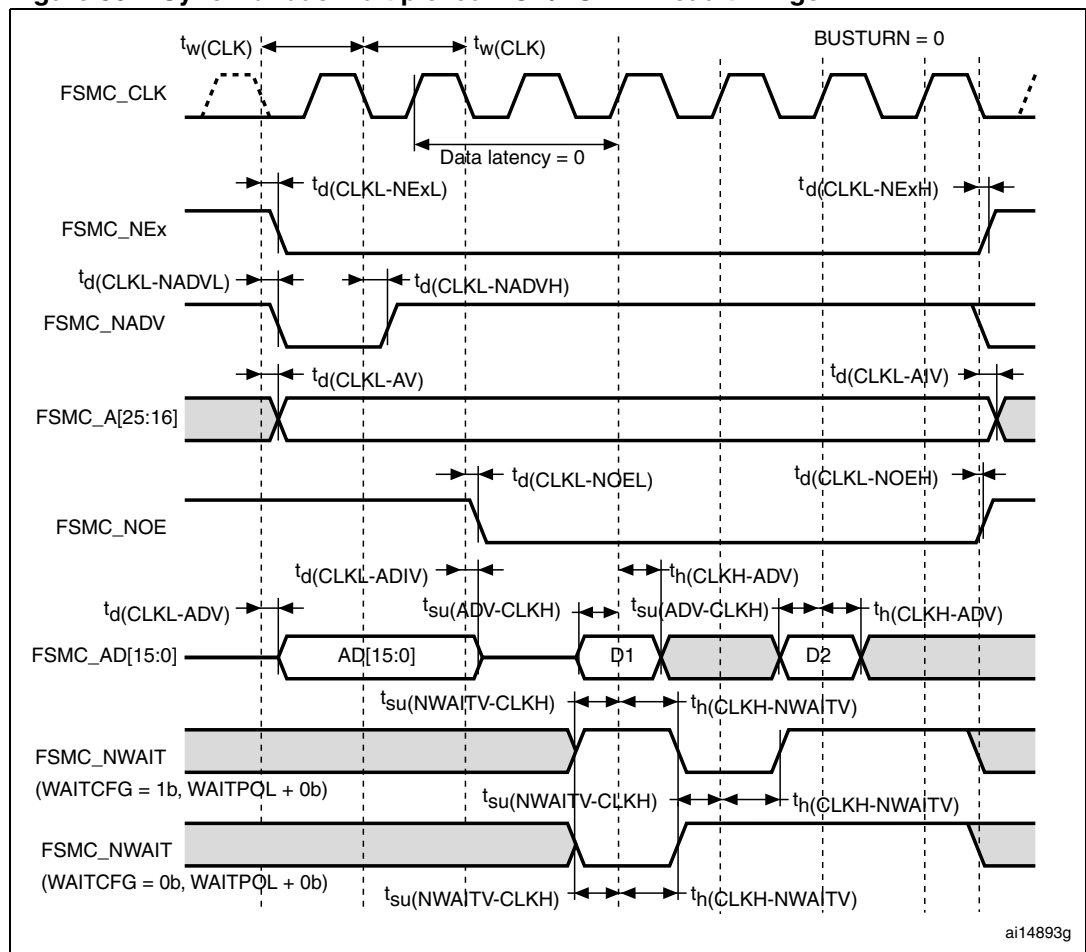 tw(CLK) tw(CLK) BUSTURN = 0
FSMC_CLK
Data latency = 0
td(CLKL-NExL) td(CLKL-NExH)
FSMC_NEx
td(CLKL-NADVL) td(CLKL-NADVH)
FSMC_NADV
td(CLKL-AV) td(CLKL-AIV)
FSMC_A[25:16]
td(CLKL-NOEL) td(CLKL-NOEH)
FSMC_NOE
td(CLKL-ADIV) th(CLKH-ADV)
td(CLKL-ADV) tsu(ADV-CLKH) tsu(ADV-CLKH) th(CLKH-ADV)
FSMC_AD[15:0] AD[15:0] D1 D2
tsu(NWAITV-CLKH) th(CLKH-NWAITV)
FSMC_NWAIT
(WAITCFG = 1b, WAITPOL + 0b)
tsu(NWAITV-CLKH) th(CLKH-NWAITV)
FSMC_NWAIT
(WAITCFG = 0b, WAITPOL + 0b)
tsu(NWAITV-CLKH) th(CLKH-NWAITV)
ai14893g